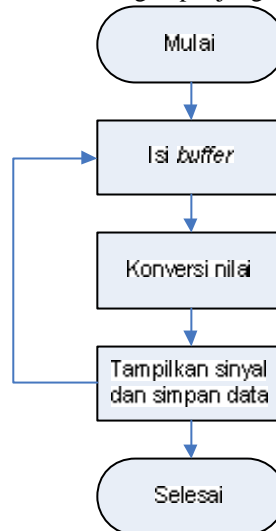 Mulai
Isi buffer
Konversi nilai
Tampilkan sinyal
dan simpan data
Selesai